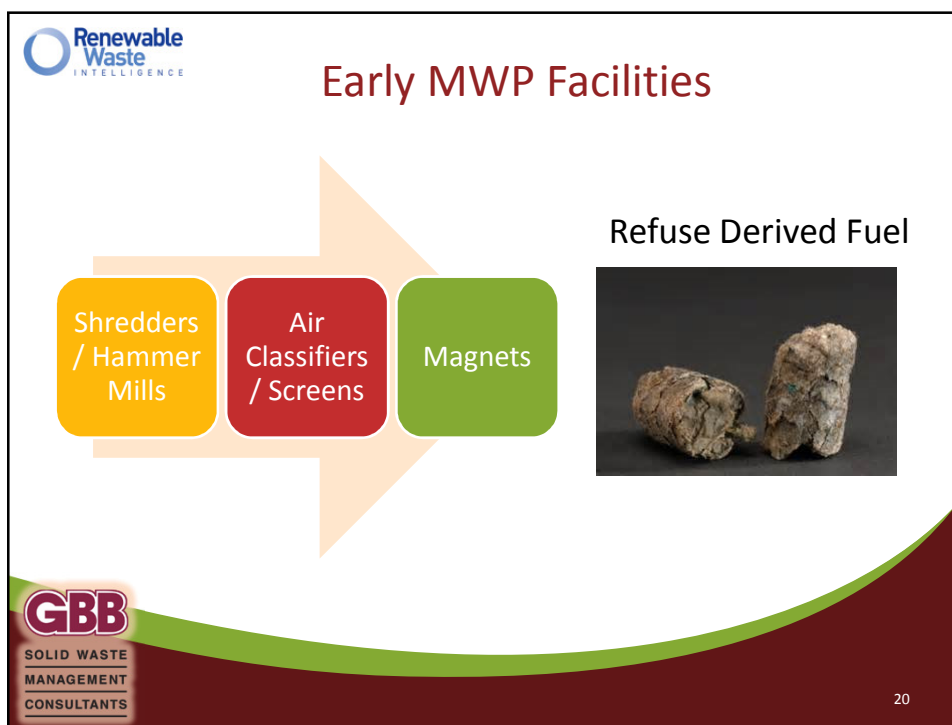 Renewable
Waste
INTELLIGENCE
Early MWP Facilities
Shredders
/ Hammer
Mills
Air
Classifiers
/ Screens
Magnets
Refuse Derived Fuel
GBB
SOLID WASTE
MANAGEMENT
CONSULTANTS
20